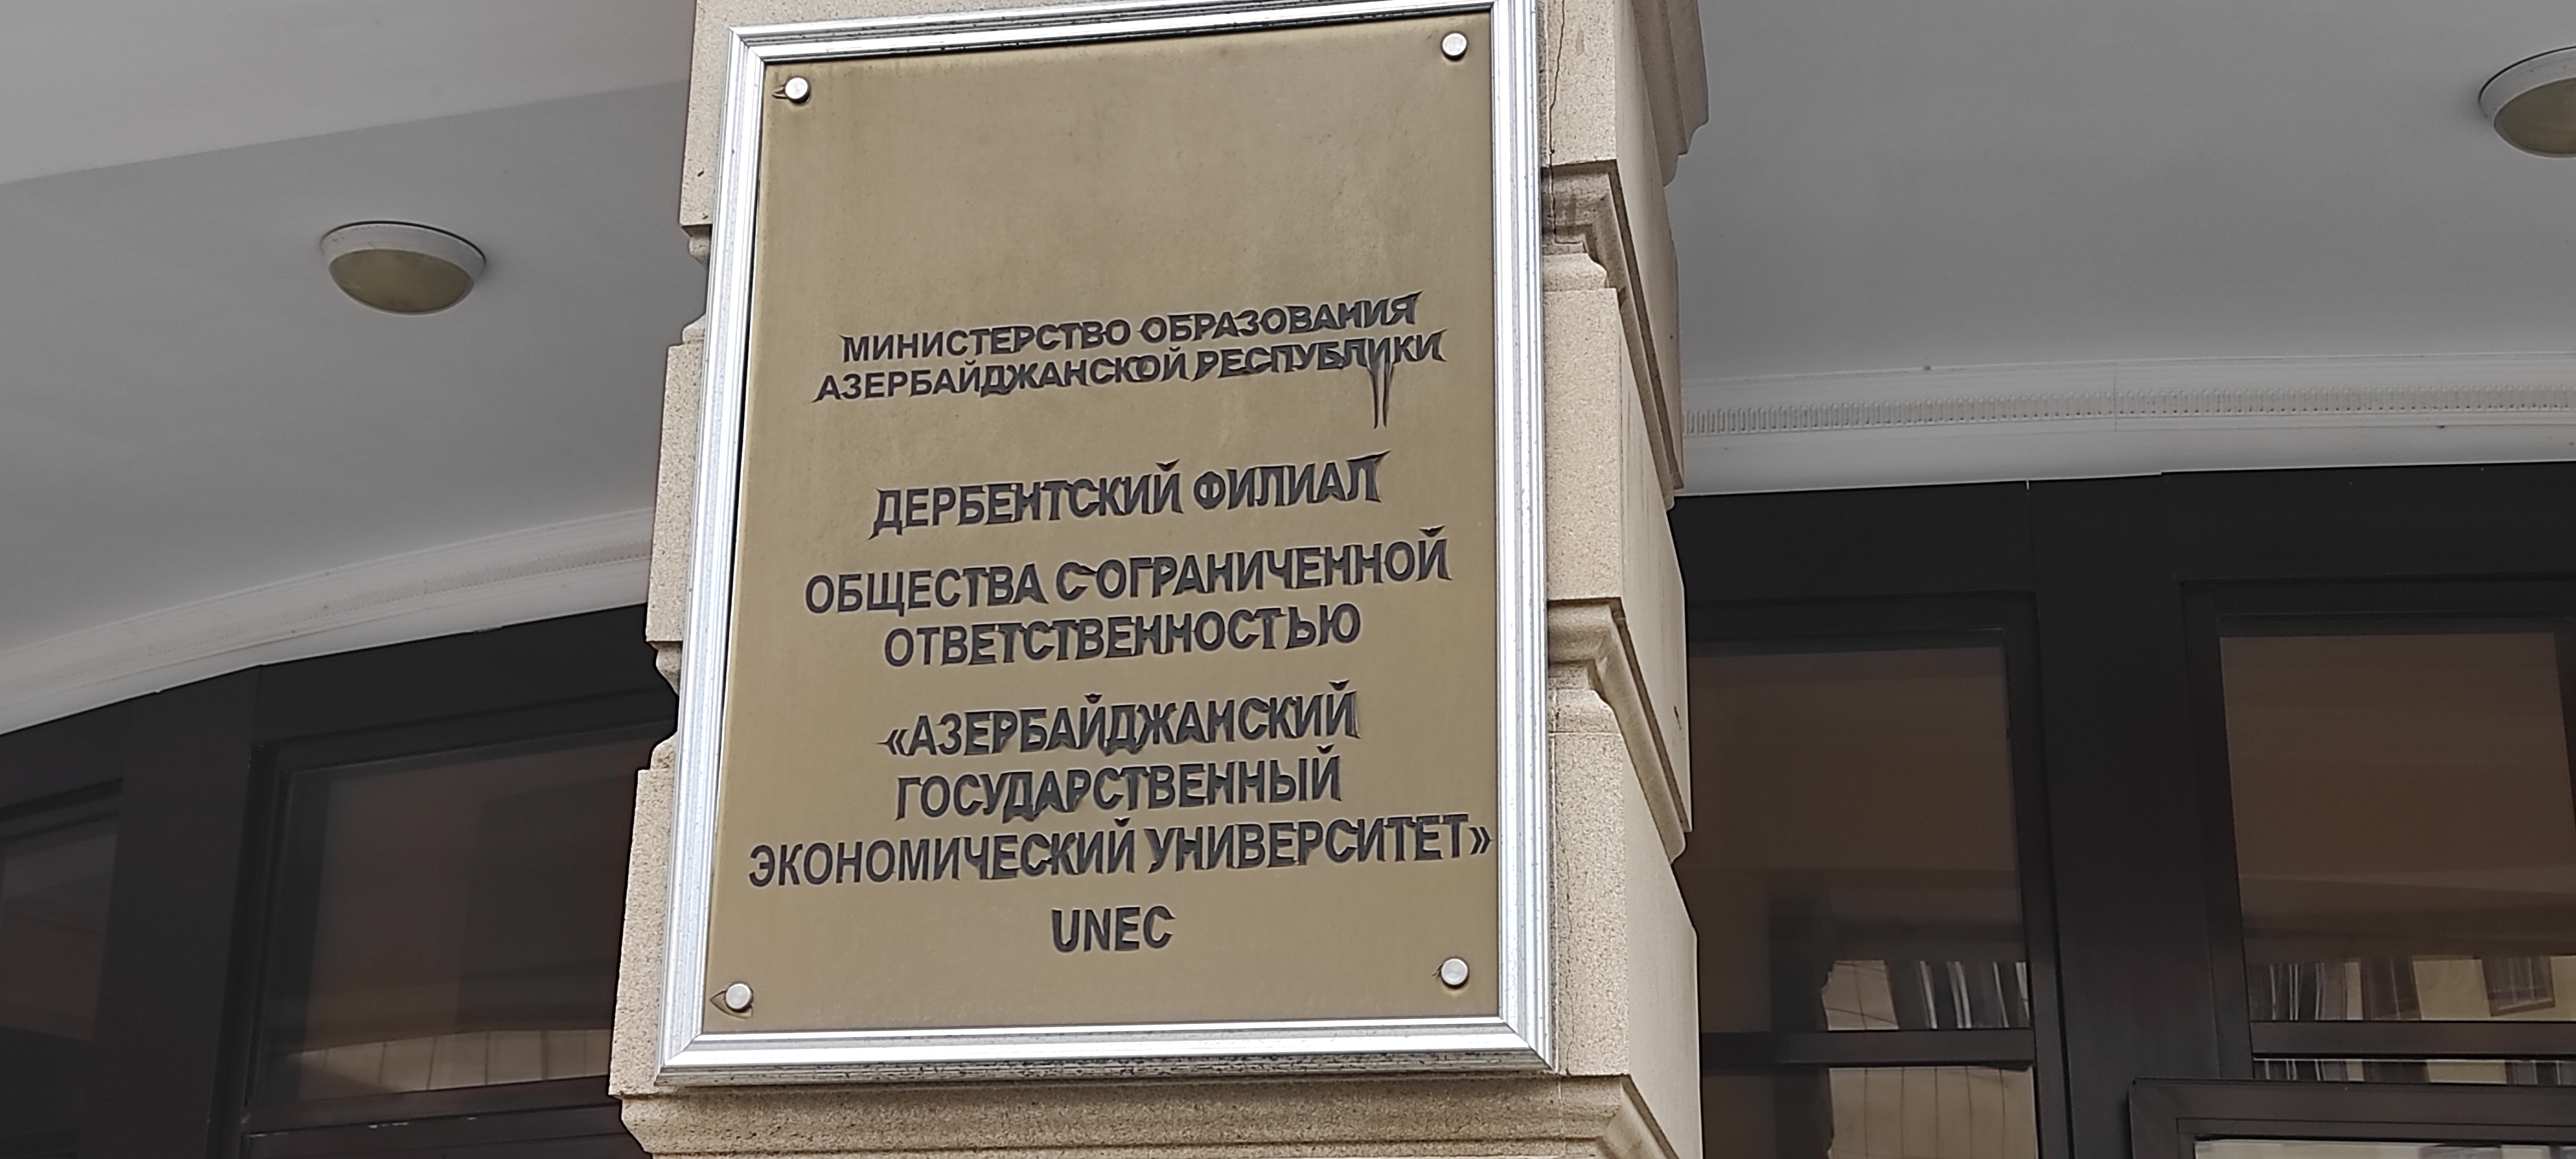 МИНИСТЕРСТВО ОБРАЗОВАНИЯ
АЗЕРБАЙДЖАНСКОЙ РЕСПУБЛИКИ
ДЕРБЕНТСКИЙ ФИЛИАЛ
ОБЩЕСТВА С ОГРАНИЧЕННОЙ
ОТВЕТСТВЕННОСТЬЮ
«АЗЕРБАЙДЖАНСКИЙ
ГОСУДАРСТВЕННЫЙ
ЭКОНОМИЧЕСКИЙ УНИВЕРСИТЕТ»
UNEC